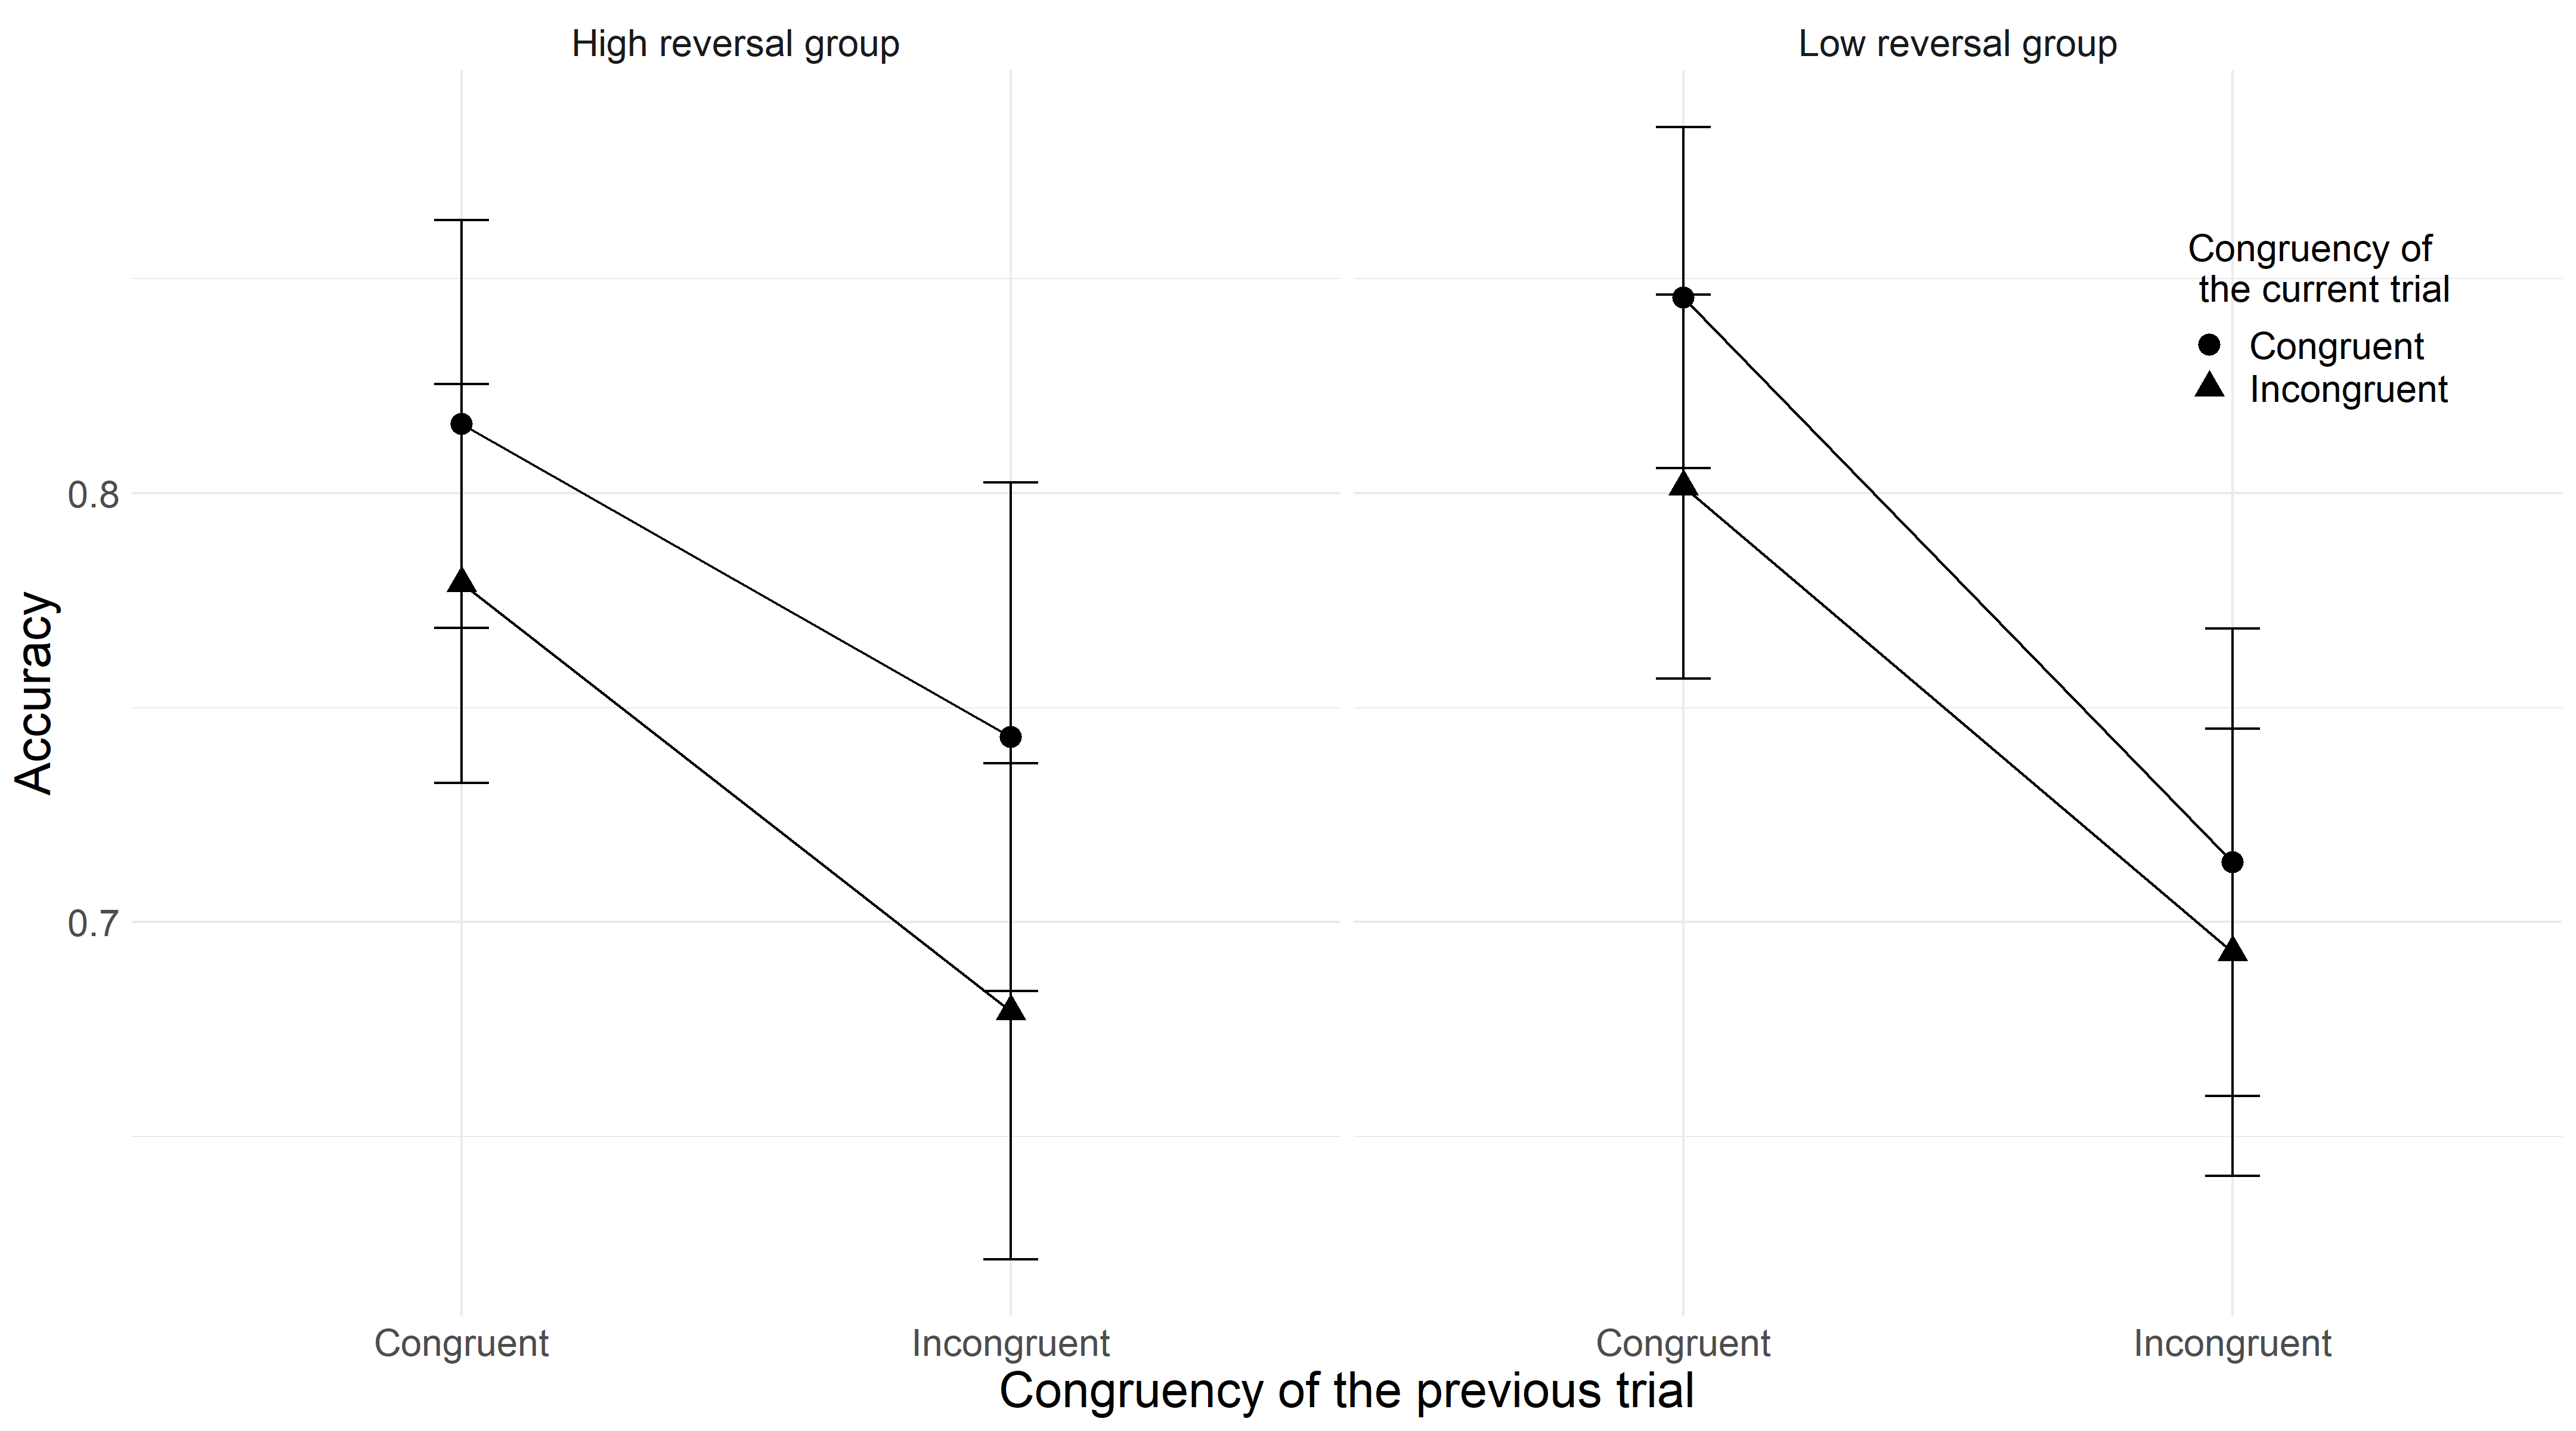 High reversal group
Low reversal group
Congruency of
the current trial
Congruent
Incongruent
0.8
0.7
Accuracy
Congruent
Incongruent
Congruent
Incongruent
Congruency of the previous trial